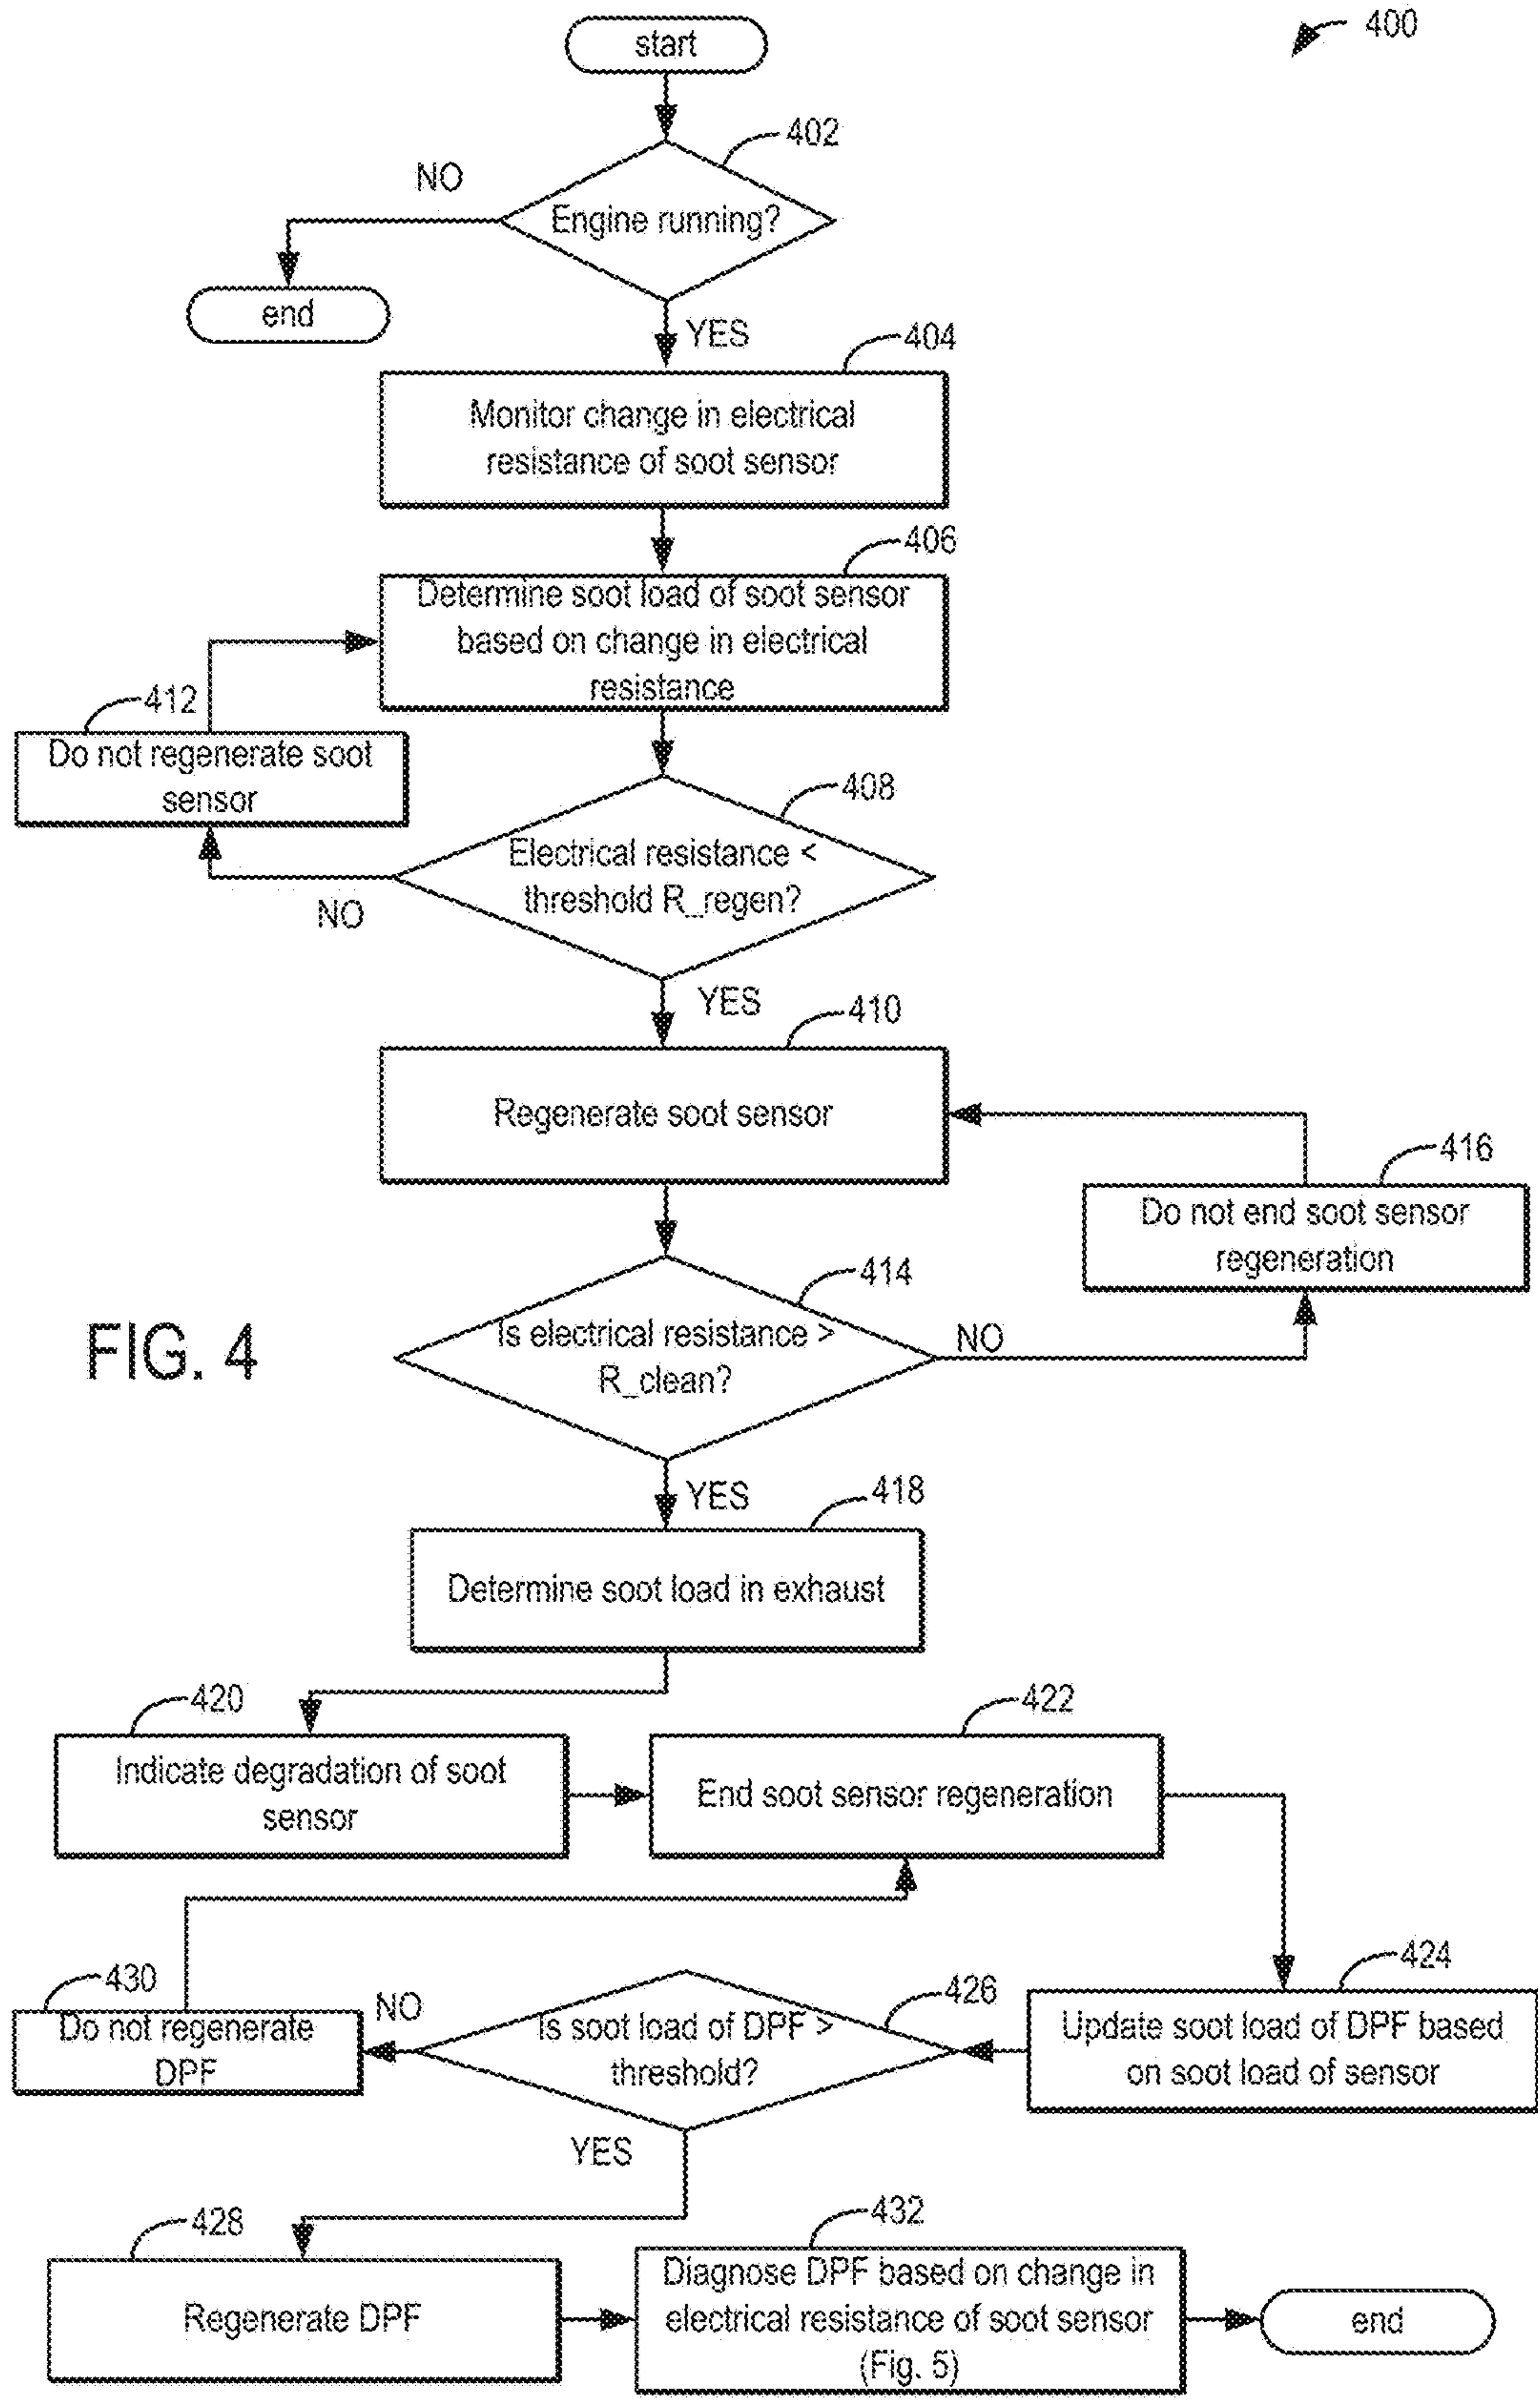 400
start
402
NO
Engine running?
end
YES
404
Monitor change in electrical
resistance of soot sensor
406
Determine soot load of soot sensor
based on change in electrical
resistance
412
Do not regenerate soot
sensor
408
Electrical resistance <
threshold R_regen?
NO
YES
410
Regenerate soot sensor
416
Do not end soot sensor
regeneration
414
Is electrical resistance >
R_clean?
NO
FIG. 4
YES
418
Determine soot load in exhaust
420
Indicate degradation of soot
sensor
422
End soot sensor regeneration
424
Update soot load of DPF based
on soot load of sensor
426
Is soot load of DPF >
threshold?
NO
430
Do not regenerate
DPF
YES
428
Regenerate DPF
432
Diagnose DPF based on change in
electrical resistance of soot sensor
(Fig. 5)
end